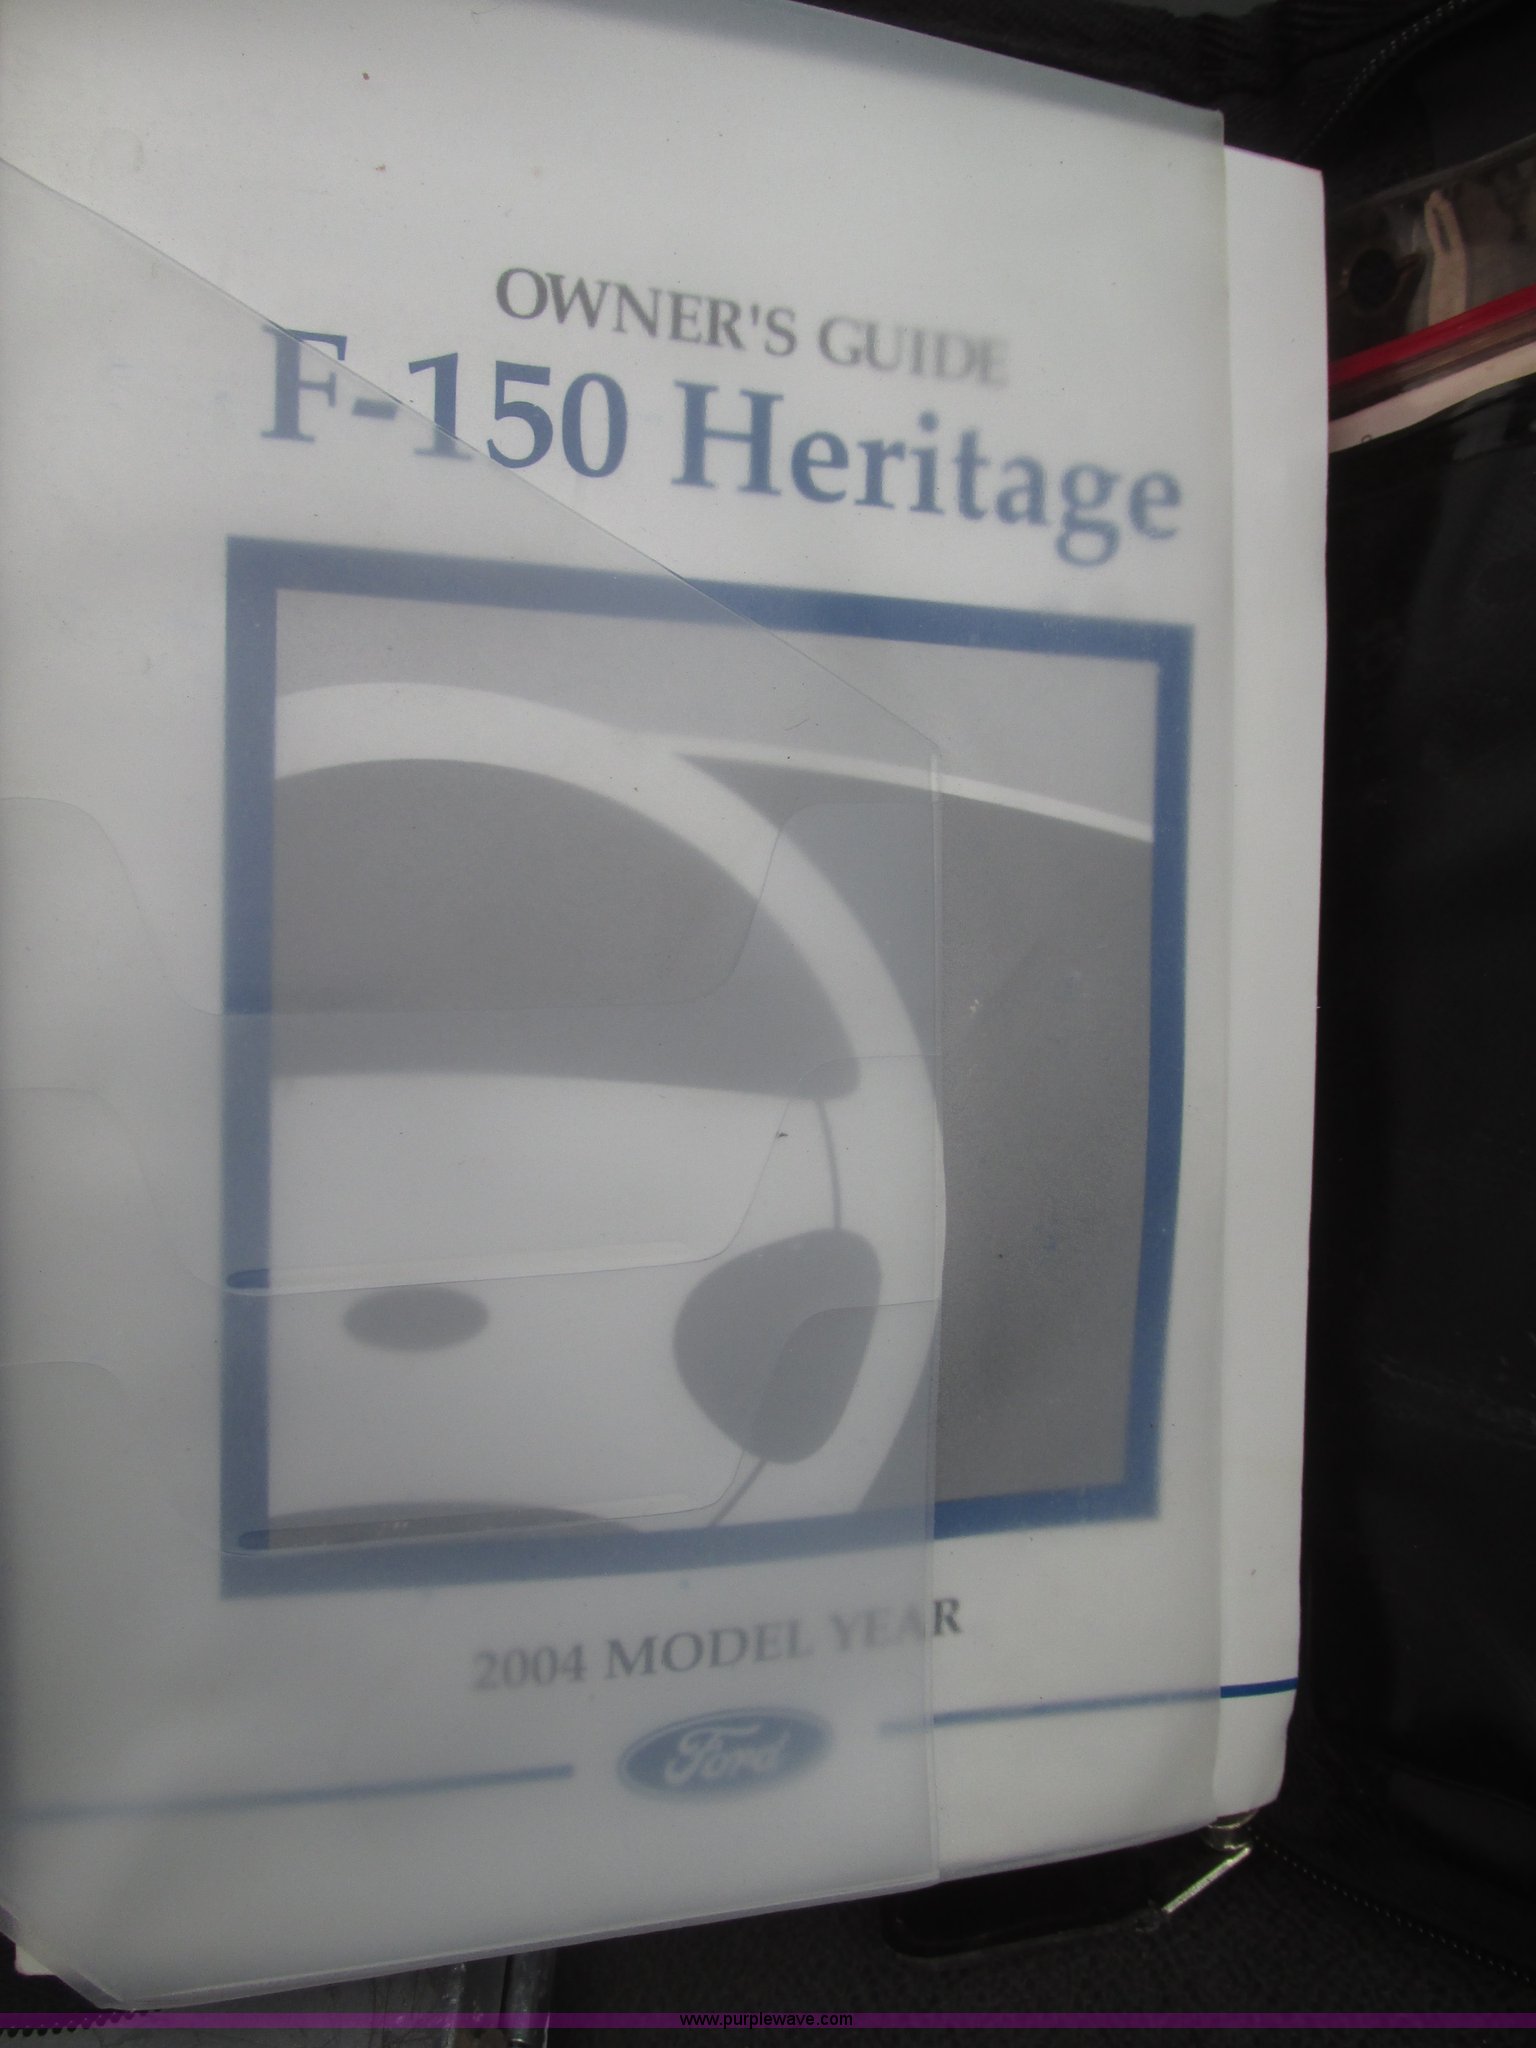 OWNER'S GUIDE
F-150 Heritage
2004 MODEL YEAR
Ford
www.purplewave.com